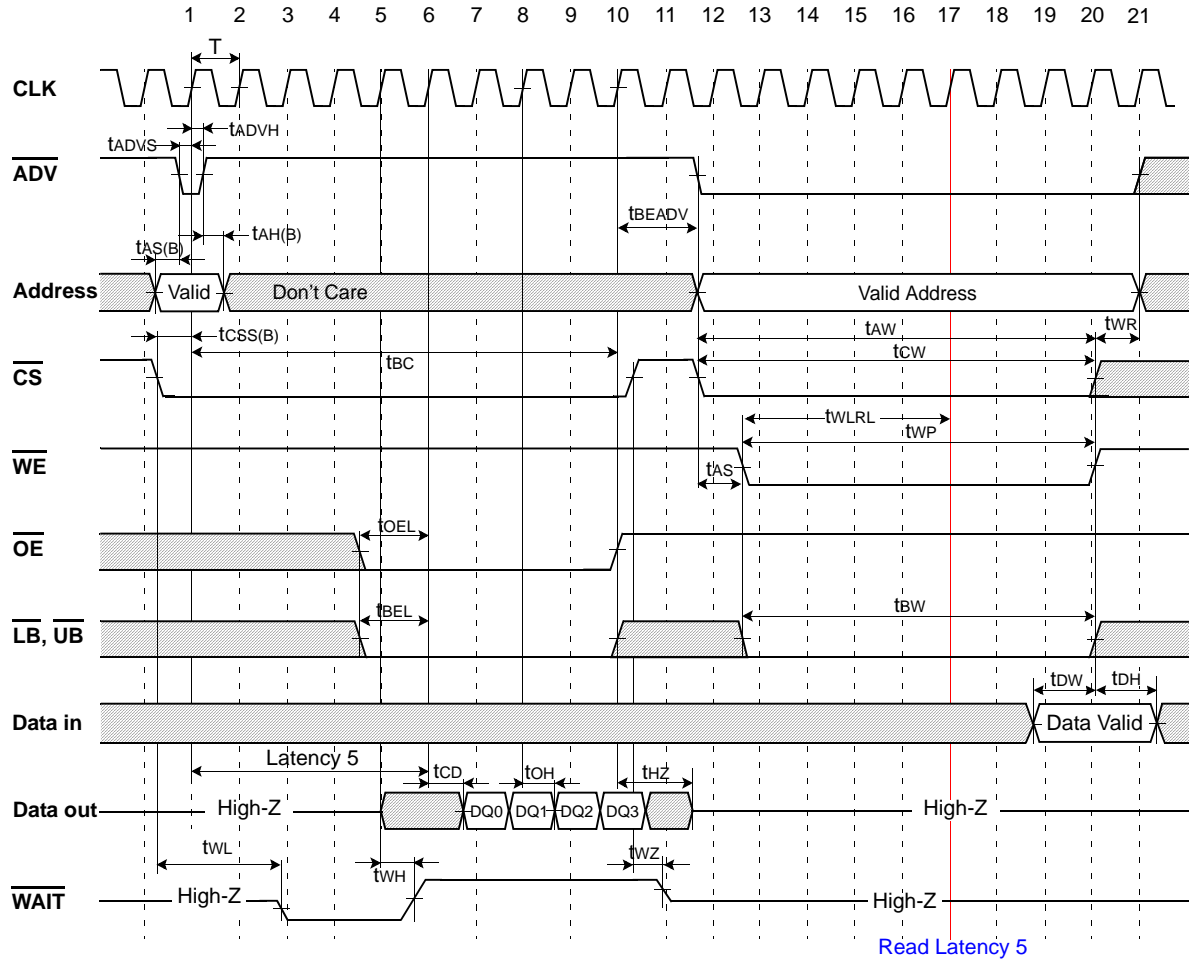 1 2 3 4 5 6 7 8 9 10 11 12 13 14 15 16 17 18 19 20 21
T
CLK
tADVH
tADVS
ADV
tBEADV
tAH(B)
tAS(B)
Address
Valid
Don't Care
Valid Address
tCSS(B)
tAW
tWR
tBC
tCW
CS
tWLRL
tWP
WE
tAS
tOEL
OE
tBEL
tBW
LB, UB
tDW
tDH
Data in
Data Valid
Latency 5
tCD
tOH
tHZ
Data out
High-Z
DQ0
DQ1
DQ2
DQ3
High-Z
tWL
tWH
tWZ
WAIT
High-Z
High-Z
Read Latency 5